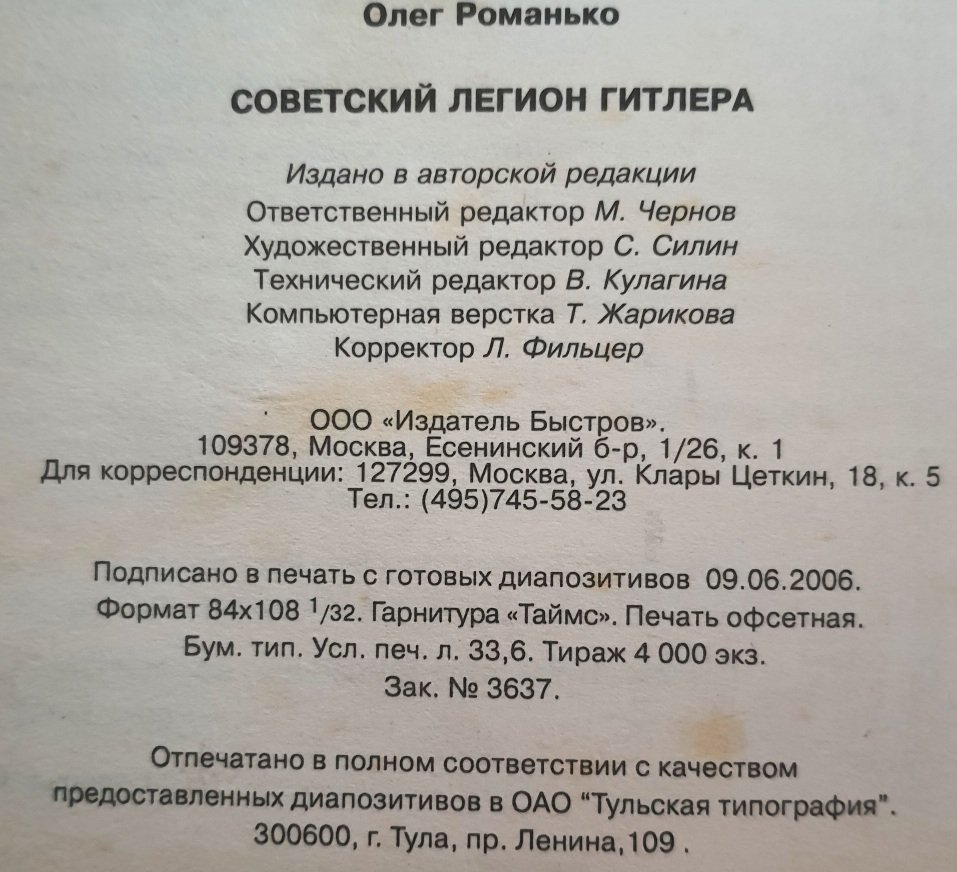 Олег Романько
СОВЕТСКИЙ ЛЕГИОН ГИТЛЕРА
Издано в авторской редакции
Ответственный редактор М. Чернов
Художественный редактор С. Силин
Технический редактор В. Кулагина
Компьютерная верстка Т. Жарикова
Корректор Л. Фильцер
ООО «Издатель Быстров».
109378, Москва, Есенинский б-р, 1/26, к. 1
Для корреспонденции: 127299, Москва, ул. Клары Цеткин, 18, к. 5
Тел.: (495)745-58-23
Подписано в печать с готовых диапозитивов 09.06.2006.
Формат 84x108 1/32. Гарнитура «Таймс». Печать офсетная.
Бум. тип. Усл. печ. л. 33,6. Тираж 4 000 экз.
Зак. № 3637.
Отпечатано в полном соответствии с качеством
предоставленных диапозитивов в ОАО “Тульская типография”.
300600, г. Тула, пр. Ленина,109 .